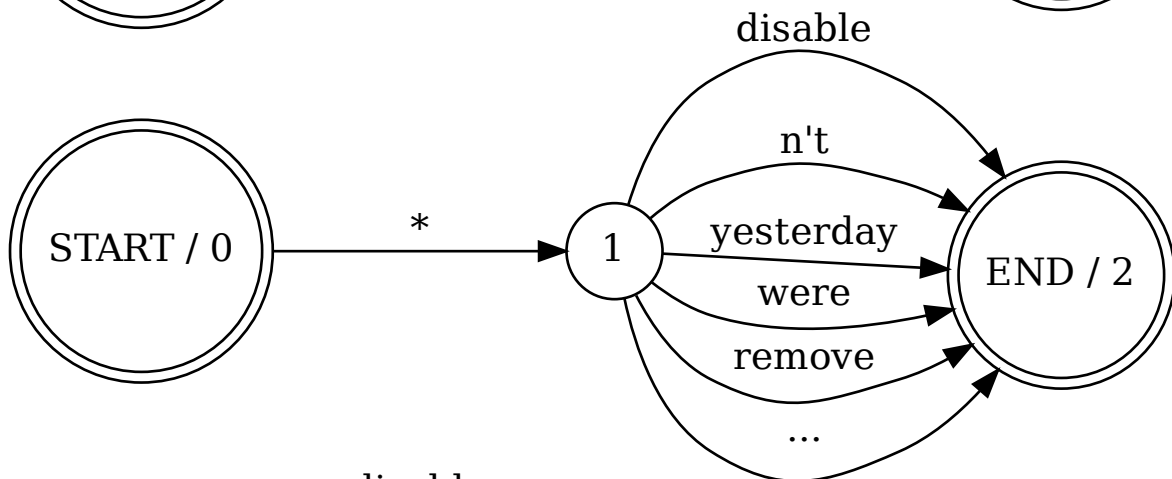 disable
n't
START / 0
*
1
yesterday
END / 2
were
remove
...